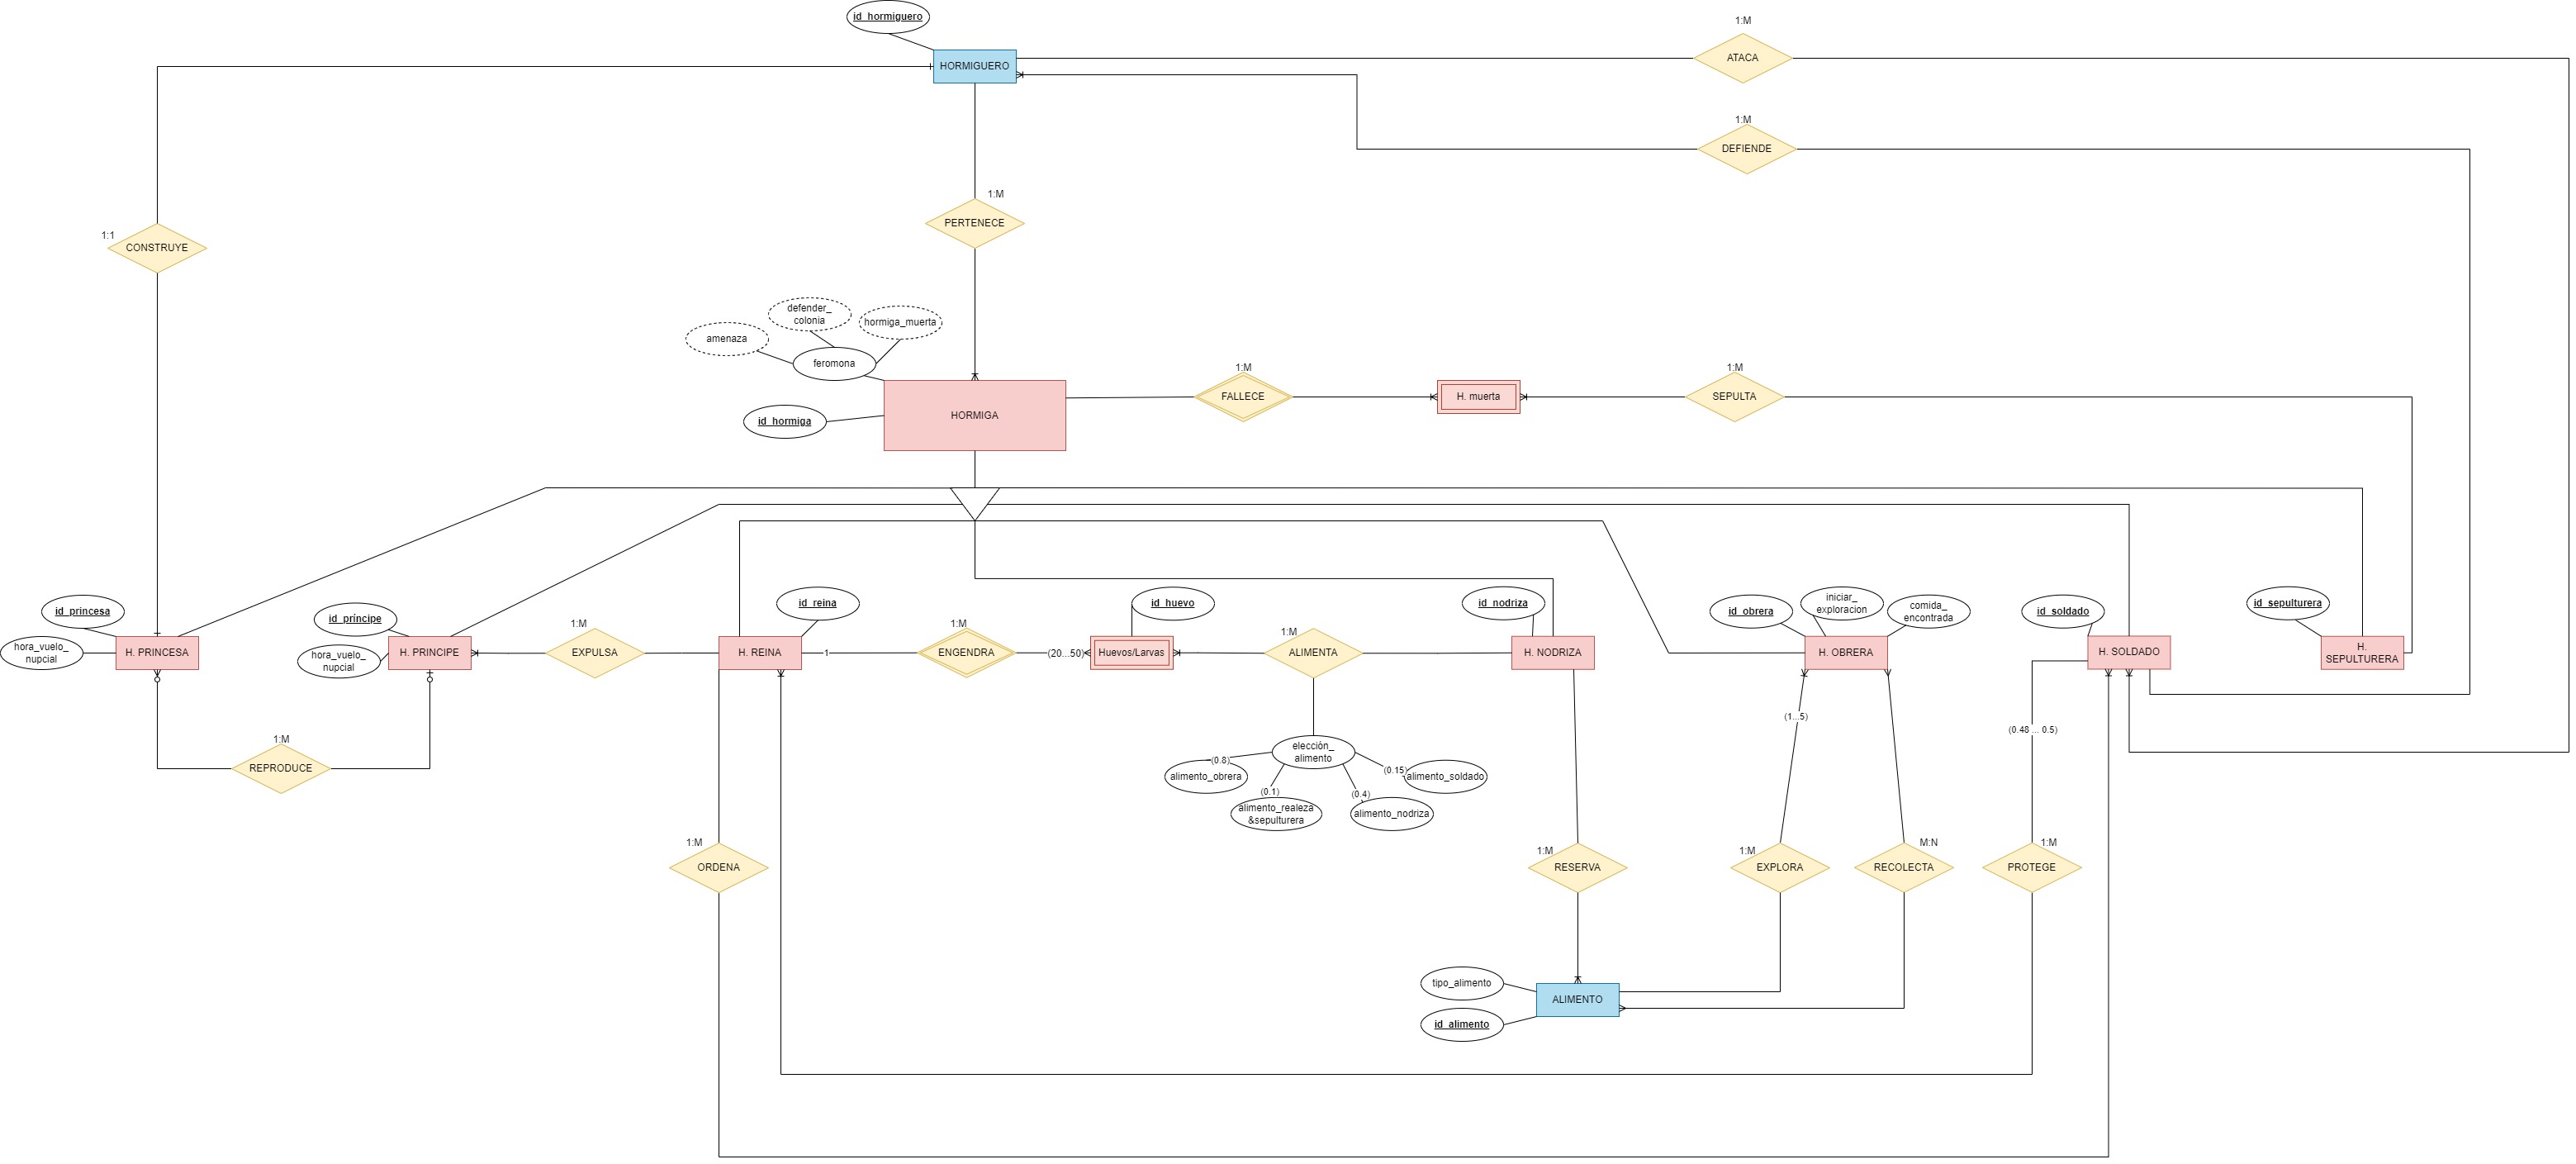 id_hormiguero
1:M
HORMIGUERO
ATACA
1:M
DEFIENDE
1:M
PERTENECE
1:1
CONSTRUYE
defender_
colonia
hormiga_muerta
amenaza
feromona
id_hormiga
HORMIGA
1:M
FALLECE
H. muerta
1:M
SEPULTA
id_princesa
hora_vuelo_
nupcial
H. PRINCESA
id_príncipe
hora_vuelo_
nupcial
H. PRINCIPE
1:M
EXPULSA
id_reina
H. REINA
1
1:M
ENGENDRA
(20...50)
id_huevo
Huevos/Larvas
1:M
ALIMENTA
id_nodriza
H. NODRIZA
id_obrera
iniciar_
exploracion
comida_
encontrada
H. OBRERA
id_soldado
H. SOLDADO
id_sepulturera
H.
SEPULTURERA
1:M
REPRODUCE
elección_
alimento
(0.8)
alimento_obrera
(0.1)
alimento_realeza
&sepulturera
(0.4)
alimento_nodriza
(0.15)
alimento_soldado
(1...5)
(0.48 ... 0.5)
1:M
ORDENA
1:M
RESERVA
1:M
EXPLORA
M:N
RECOLECTA
1:M
PROTEGE
tipo_alimento
ALIMENTO
id_alimento